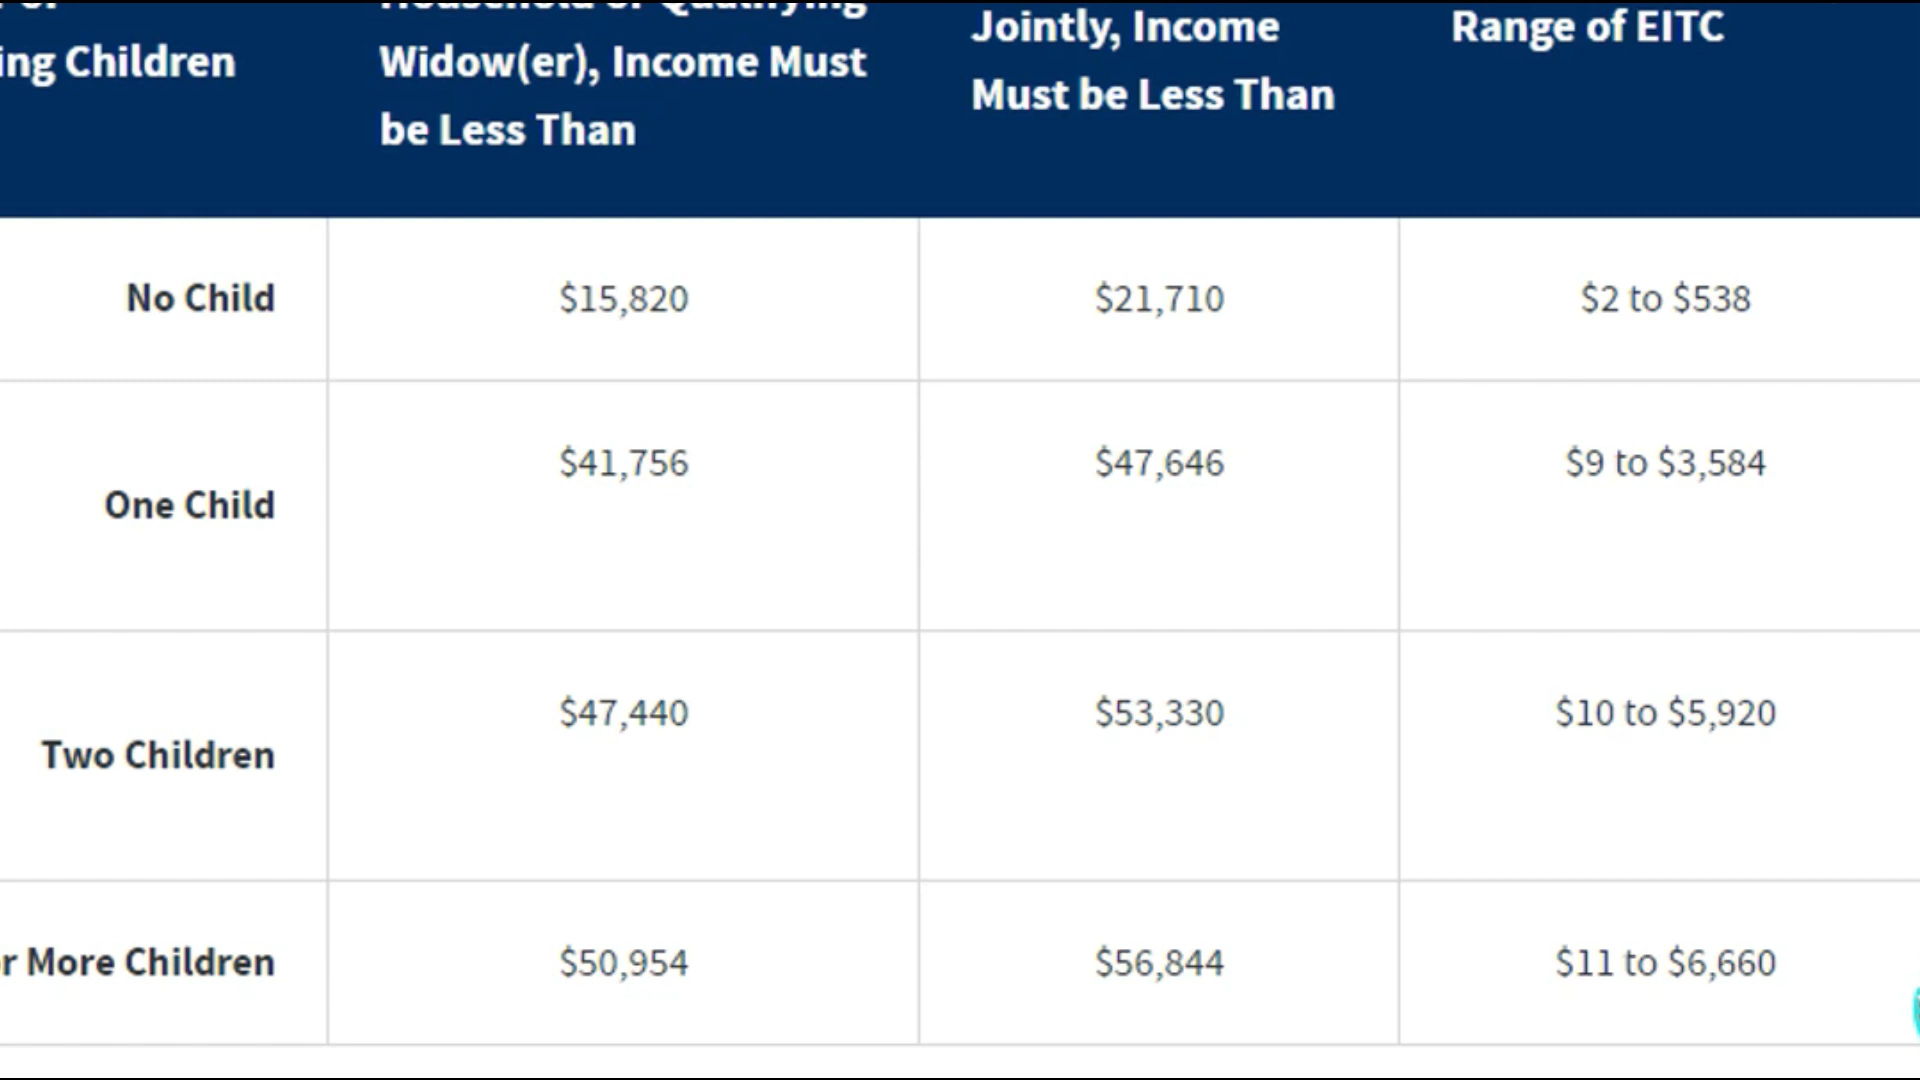 ing Children
Household or Qualifying
Widow(er), Income Must
be Less Than
Jointly, Income
Must be Less Than
Range of EITC
No Child
$15,820
$21,710
$2 to $538
One Child
$41,756
$47,646
$9 to $3,584
Two Children
$47,440
$53,330
$10 to $5,920
r More Children
$50,954
$56,844
$11 to $6,660